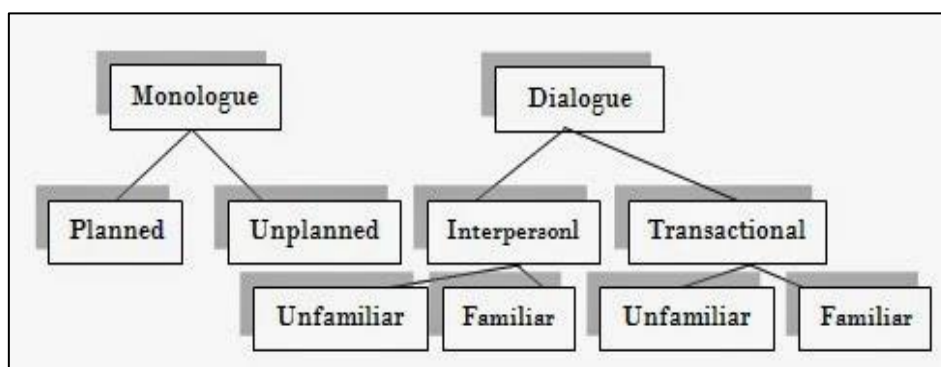 Monologue
Dialogue
Planned
Unplanned
Interpersonl
Transactional
Unfamiliar
Familiar
Unfamiliar
Familiar